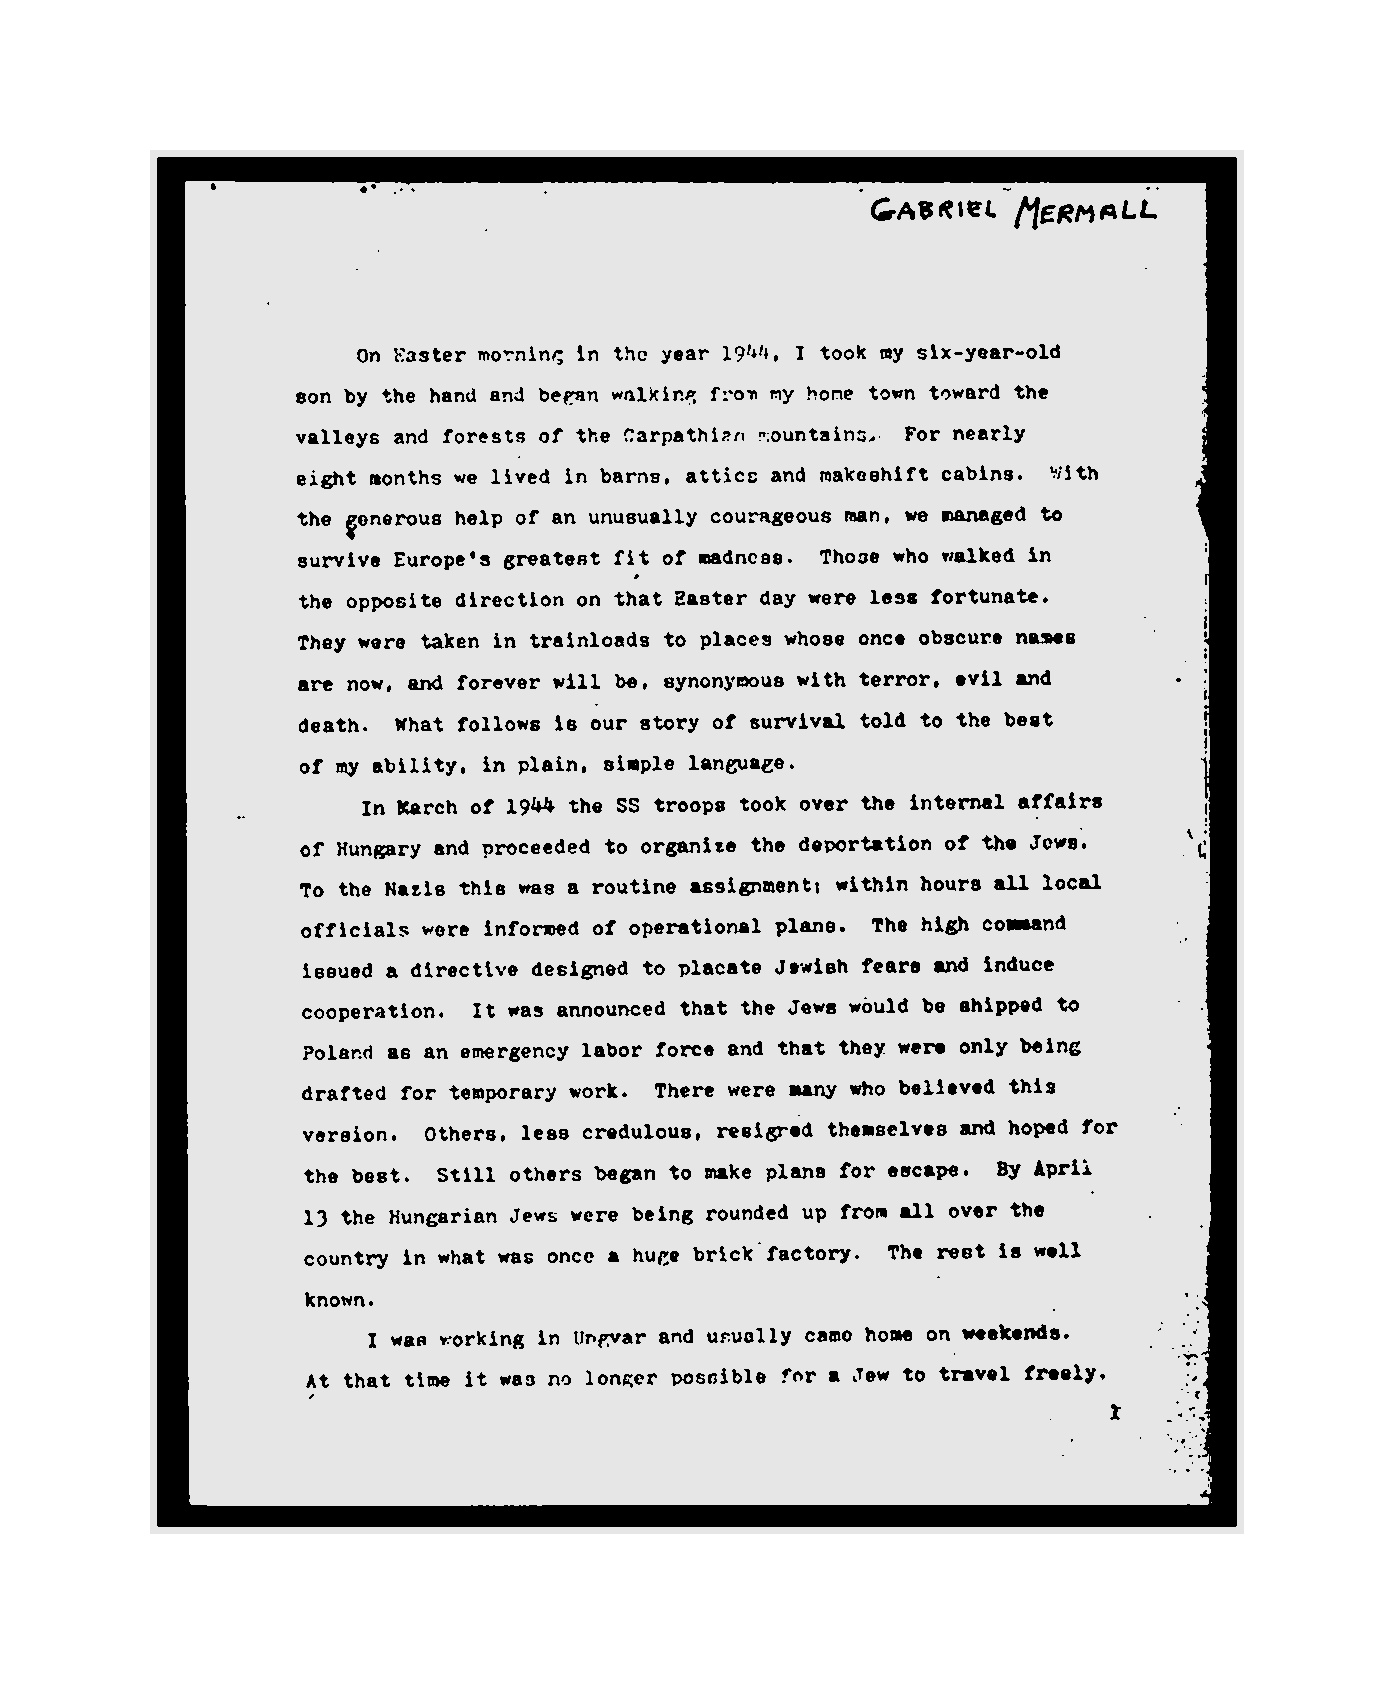 GABRIEL MERMALL
On Easter morning in the year 1944, I took my six-year-old
son by the hand and began walking from my home town toward the
valleys and forests of the Carpathian mountains. For nearly
eight months we lived in barns, attics and makeshift cabins. With
the generous help of an unusually courageous man, we managed to
survive Europe's greatest fit of madness. Those who walked in
the opposite direction on that Easter day were less fortunate.
They were taken in trainloads to places whose once obscure names
are now, and forever will be, synonymous with terror, evil and
death. What follows is our story of survival told to the best
of my ability, in plain, simple language.
In March of 1944 the SS troops took over the internal affairs
of Hungary and proceeded to organize the deportation of the Jews.
To the Nazis this was a routine assignment; within hours all local
officials were informed of operational plans. The high command
issued a directive designed to placate Jewish fears and induce
cooperation. It was announced that the Jews would be shipped to
Poland as an emergency labor force and that they were only being
drafted for temporary work. There were many who believed this
version. Others, less credulous, resigned themselves and hoped for
the best. Still others began to make plans for escape. By April
13 the Hungarian Jews were being rounded up from all over the
country in what was once a huge brick factory. The rest is well
known.
I was working in Ungvar and usually came home on weekends.
At that time it was no longer possible for a Jew to travel freely.
I